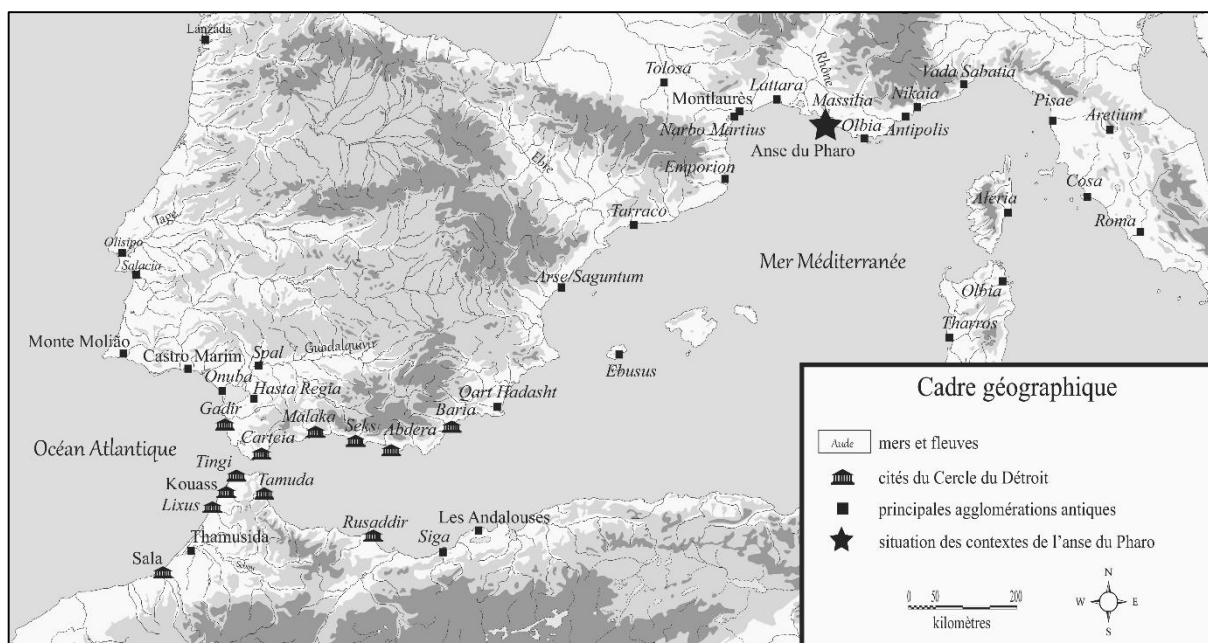 Lanzada
Tolosa
Rhône
Vada Sabatia
Lattara
Massilia
Nikaia
Montlaurès
Pisae
Aretium
Narbo Martius
Olbia
Antipolis
Anse du Pharo
Ebre
Emporion
Cosa
Aleria
Tarraco
Tage
Roma
Olisipo
Mer Méditerranée
Salacia
Arse/Saguntum
Olbia
Tharros
Monte Molião
Guadalquivir
Castro Marim
Spal
Ebusus
Onuba
Hasta Regia
Qart Hadasht
Gadir
Malaka
Seks
Abdera
Baria
Carteia
Océan Atlantique
Tingi
Kouass
Tamuda
Lixus
Rusaddir
Les Andalouses
Siga
Thamusida
Sala
Sebou
Cadre géographique
Aude
mers et fleuves
cités du Cercle du Détroit
principales agglomérations antiques
situation des contextes de l'anse du Pharo
0 50 200
kilomètres
N
W E
S